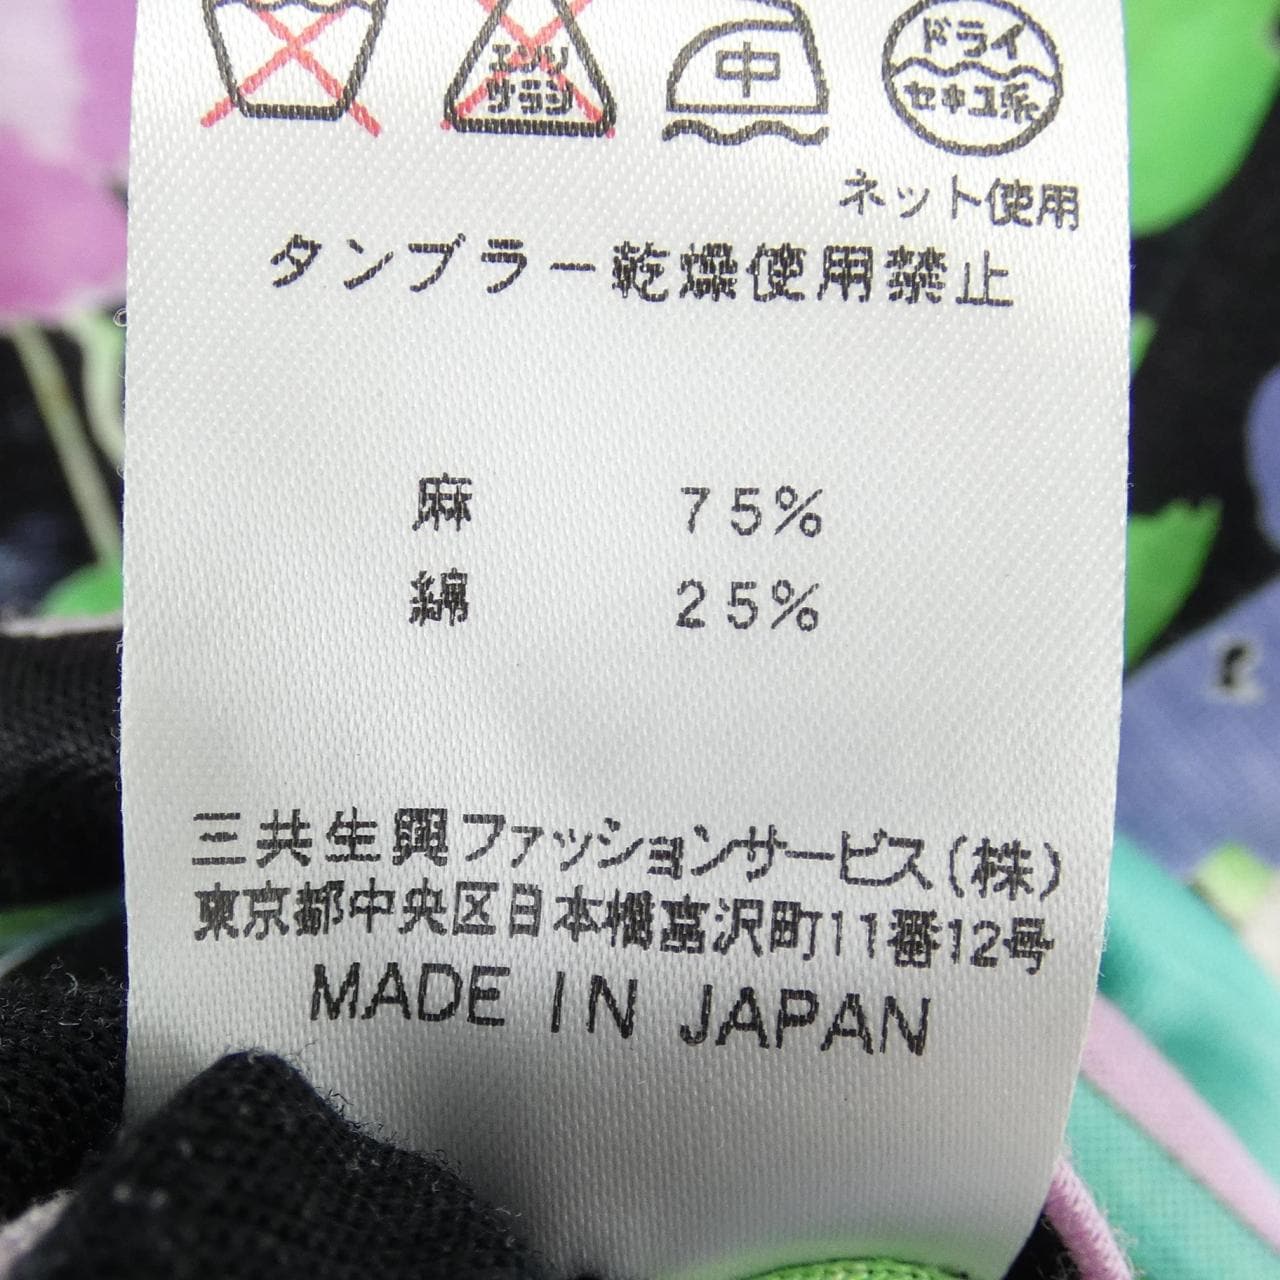 エンソ
サラシ
中
ドライ
セキユ系
ネット使用
タンブラー乾燥使用禁止
麻 75%
綿 25%
三共生興ファッションサービス(株)
東京都中央区日本橋富沢町11番12号
MADE IN JAPAN